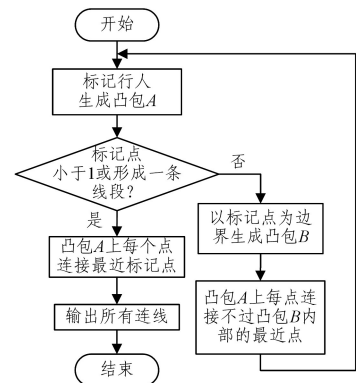 开始
标记行人
生成凸包A
标记点
小于1或形成一条
线段?
否
是
凸包A上每个点
连接最近标记点
以标记点为边
界生成凸包B
输出所有连线
凸包A上每点连
接不过凸包B内
部的最近点
结束